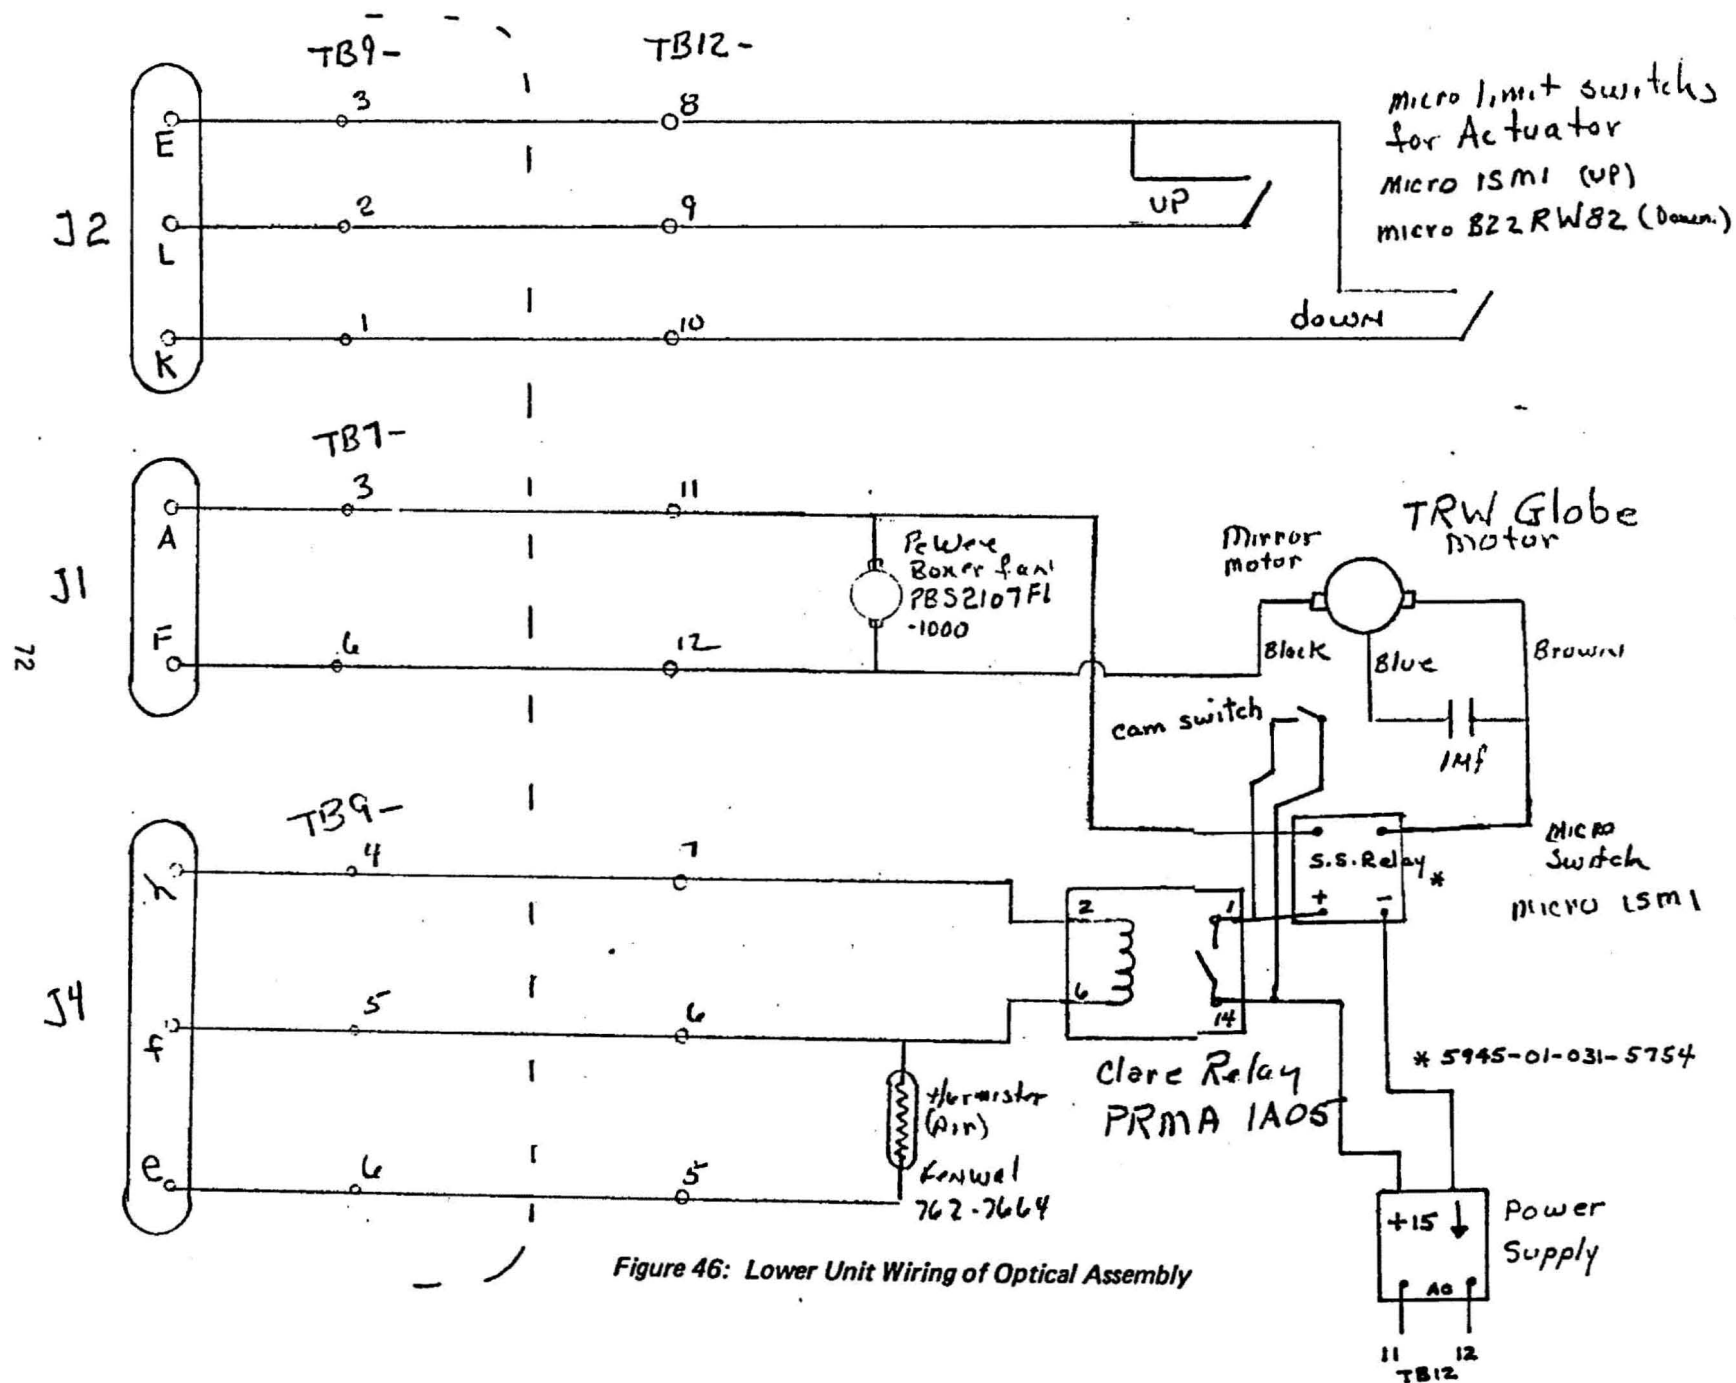 TB9-
TB12-
3
8
E
micro limit switchs
for Actuator
micro 1SM1 (UP)
micro B22RW82 (Down.)
J2
2
9
UP
L
1
10
down
K
TB7-
3
11
A
TRW Globe
motor
Mirror
motor
Boxer fan
PBS2107F1
-1000
J1
F
6
12
Black
Blue
Brown
72
cam switch
1Mf
TB9-
4
7
h
S.S. Relay *
+ -
micro
Switch
micro 1SM1
2
1
6
14
J4
5
6
f
* 5945-01-031-5754
Clare Relay
PRMA 1A05
thermister
(Air)
Fenwal
762-7664
e
6
5
+15
Power
Supply
AC
11 12
TB12
Figure 46: Lower Unit Wiring of Optical Assembly